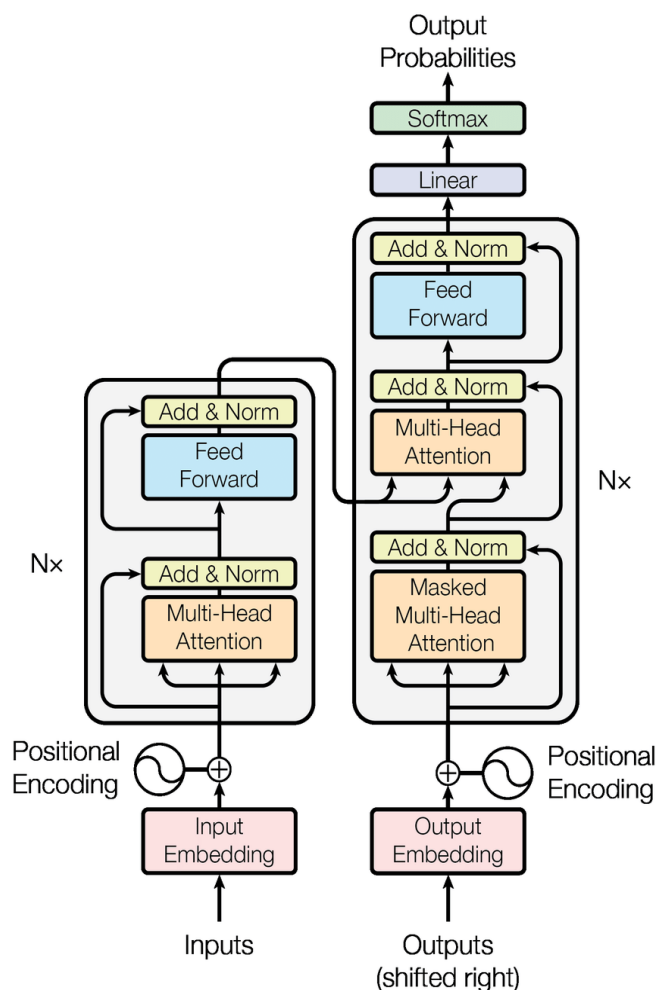 Output
Probabilities
Softmax
Linear
Add & Norm
Feed
Forward
Add & Norm
Multi-Head
Attention
Nx
Add & Norm
Masked
Multi-Head
Attention
Add & Norm
Feed
Forward
Nx
Add & Norm
Multi-Head
Attention
Positional
Encoding
Positional
Encoding
Input
Embedding
Output
Embedding
Inputs
Outputs
(shifted right)